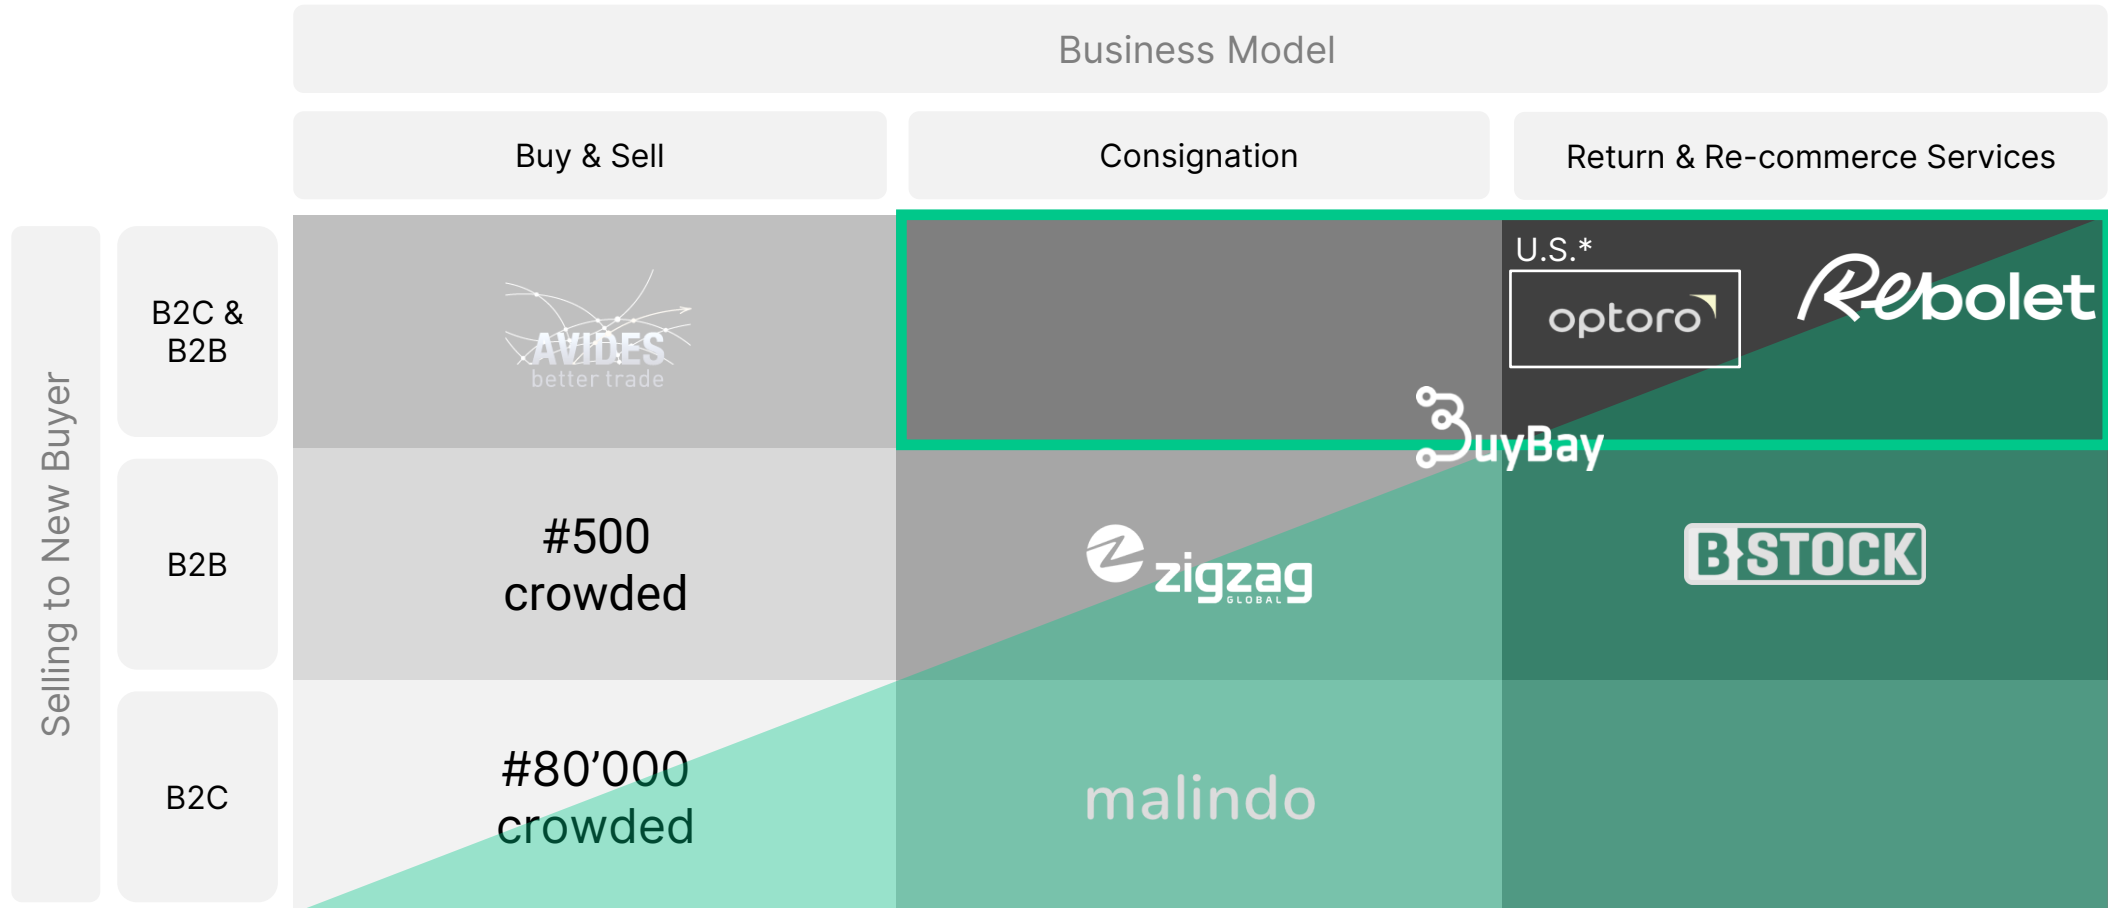 Business Model
Buy & Sell
Consignation
Return & Re-commerce Services
Selling to New Buyer
B2C &
B2B
AVIDES
better trade
U.S.*
optoro
Rebolet
BuyBay
B2B
#500
crowded
zigzag
GLOBAL
B STOCK
B2C
#80’000
crowded
malindo